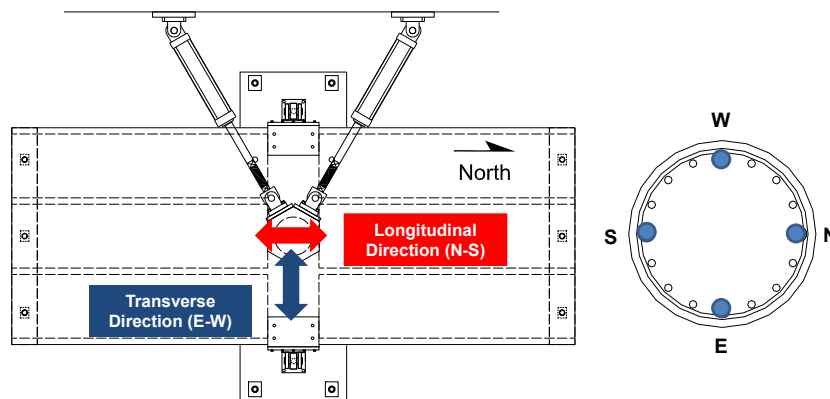 North
Longitudinal
Direction (N-S)
Transverse
Direction (E-W)
W
S
N
E